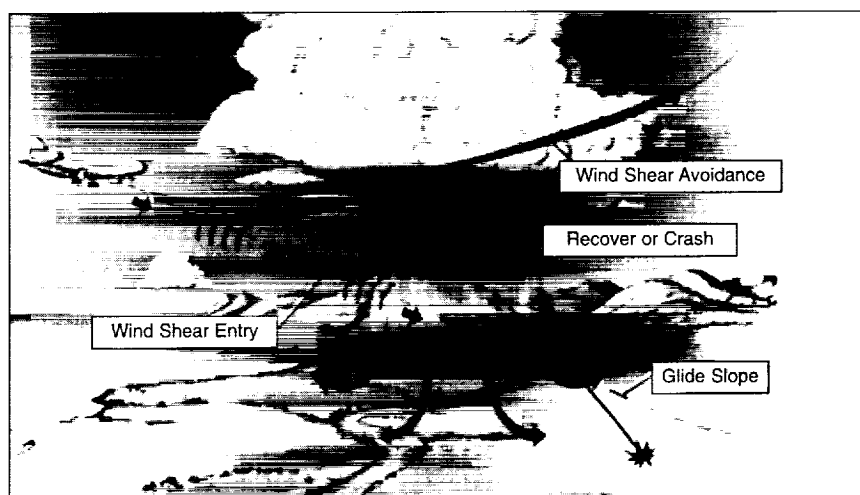 Wind Shear Avoidance
Recover or Crash
Wind Shear Entry
Glide Slope